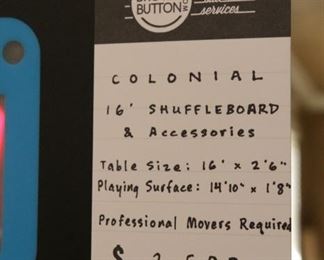 BUTTON
services
COLONIAL
16' SHUFFLEBOARD
& Accessories
Table Size: 16' x 2'6"
Playing Surface: 14'10" x 1'8"
Professional Movers Required
$